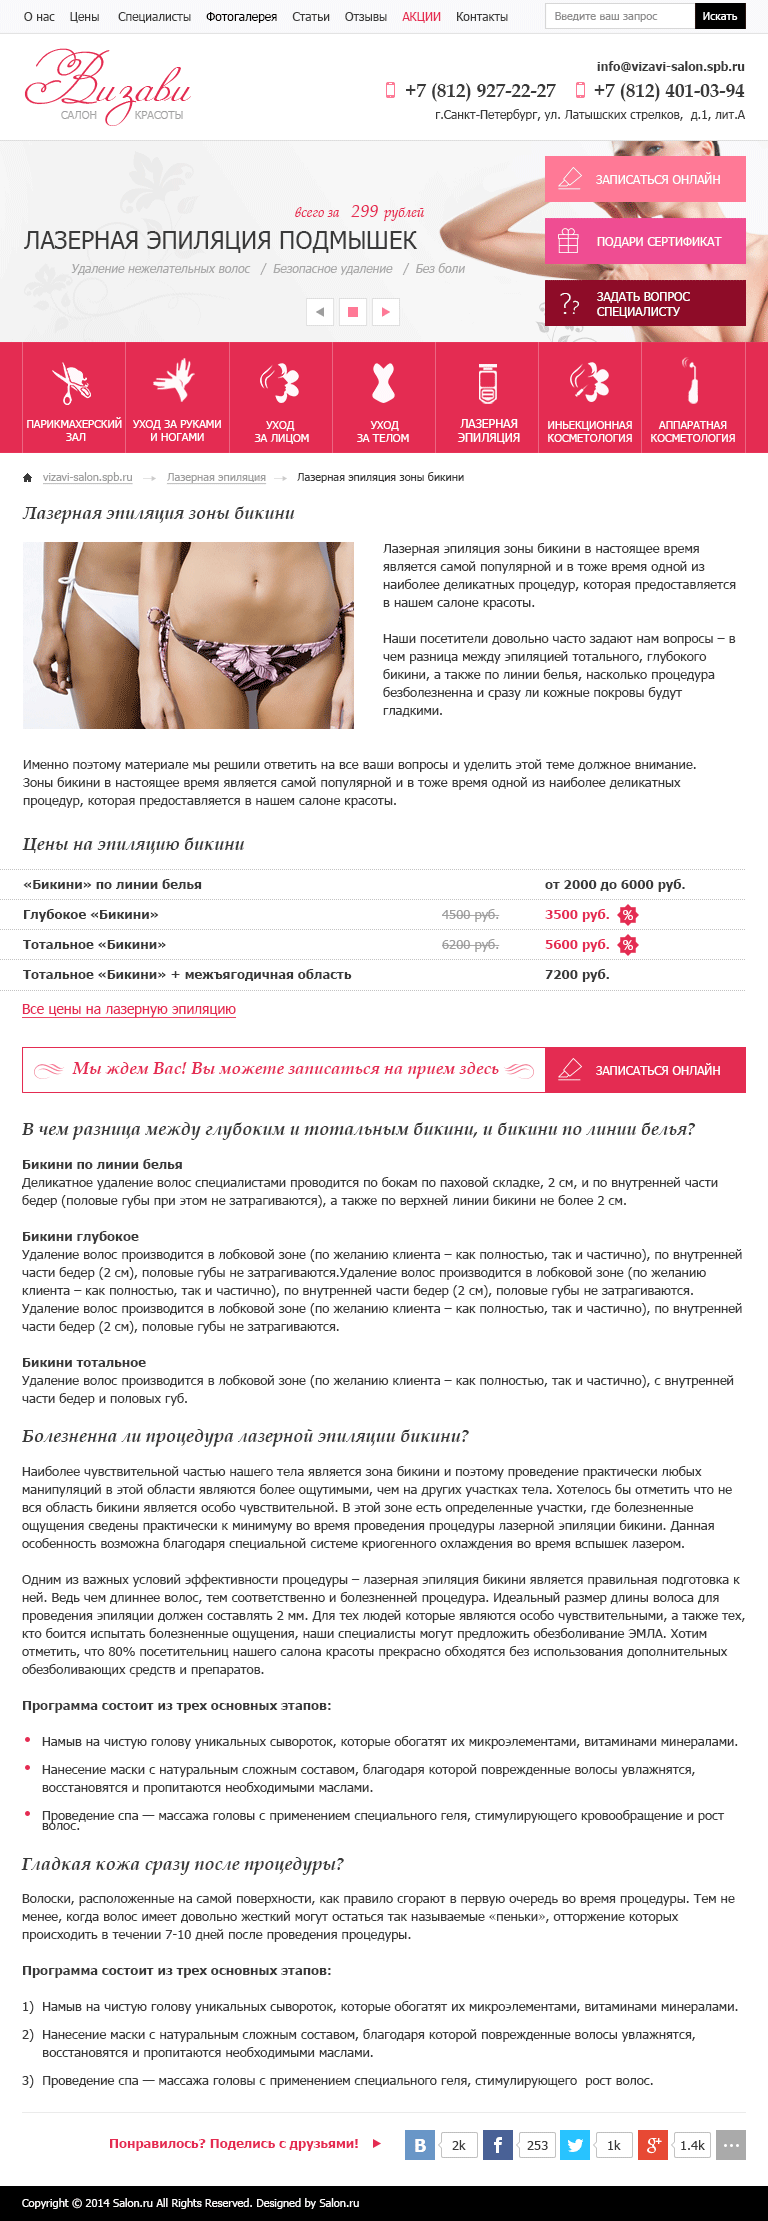 О нас Цены Специалисты Фотогалерея Статьи Отзывы АКЦИИ Контакты Введите ваш запрос Искать
Визави
САЛОН КРАСОТЫ
info@vizavi-salon.spb.ru
+7 (812) 927-22-27 +7 (812) 401-03-94
г.Санкт-Петербург, ул. Латышских стрелков, д.1, лит.А
всего за 299 рублей
ЛАЗЕРНАЯ ЭПИЛЯЦИЯ ПОДМЫШЕК
Удаление нежелательных волос / Безопасное удаление / Без боли
ЗАПИСАТЬСЯ ОНЛАЙН
ПОДАРИ СЕРТИФИКАТ
ЗАДАТЬ ВОПРОС
СПЕЦИАЛИСТУ
ПАРИКМАХЕРСКИЙ
ЗАЛ
УХОД ЗА РУКАМИ
И НОГАМИ
УХОД
ЗА ЛИЦОМ
УХОД
ЗА ТЕЛОМ
ЛАЗЕРНАЯ
ЭПИЛЯЦИЯ
ИНЬЕКЦИОННАЯ
КОСМЕТОЛОГИЯ
АППАРАТНАЯ
КОСМЕТОЛОГИЯ
vizavi-salon.spb.ru → Лазерная эпиляция → Лазерная эпиляция зоны бикини
Лазерная эпиляция зоны бикини
Лазерная эпиляция зоны бикини в настоящее время
является самой популярной и в тоже время одной из
наиболее деликатных процедур, которая предоставляется
в нашем салоне красоты.
Наши посетители довольно часто задают нам вопросы – в
чем разница между эпиляцией тотального, глубокого
бикини, а также по линии белья, насколько процедура
безболезненна и сразу ли кожные покровы будут
гладкими.
Именно поэтому материале мы решили ответить на все ваши вопросы и уделить этой теме должное внимание.
Зоны бикини в настоящее время является самой популярной и в тоже время одной из наиболее деликатных
процедур, которая предоставляется в нашем салоне красоты.
Цены на эпиляцию бикини
«Бикини» по линии белья от 2000 до 6000 руб.
Глубокое «Бикини» 4500 руб. 3500 руб. %
Тотальное «Бикини» 6200 руб. 5600 руб. %
Тотальное «Бикини» + межъягодичная область 7200 руб.
Все цены на лазерную эпиляцию
Мы ждем Вас! Вы можете записаться на прием здесь ЗАПИСАТЬСЯ ОНЛАЙН
В чем разница между глубоким и тотальным бикини, и бикини по линии белья?
Бикини по линии белья
Деликатное удаление волос специалистами проводится по бокам по паховой складке, 2 см, и по внутренней части
бедер (половые губы при этом не затрагиваются), а также по верхней линии бикини не более 2 см.
Бикини глубокое
Удаление волос производится в лобковой зоне (по желанию клиента – как полностью, так и частично), по внутренней
части бедер (2 см), половые губы не затрагиваются.Удаление волос производится в лобковой зоне (по желанию
клиента – как полностью, так и частично), по внутренней части бедер (2 см), половые губы не затрагиваются.
Удаление волос производится в лобковой зоне (по желанию клиента – как полностью, так и частично), по внутренней
части бедер (2 см), половые губы не затрагиваются.
Бикини тотальное
Удаление волос производится в лобковой зоне (по желанию клиента – как полностью, так и частично), с внутренней
части бедер и половых губ.
Болезненна ли процедура лазерной эпиляции бикини?
Наиболее чувствительной частью нашего тела является зона бикини и поэтому проведение практически любых
манипуляций в этой области являются более ощутимыми, чем на других участках тела. Хотелось бы отметить что не
вся область бикини является особо чувствительной. В этой зоне есть определенные участки, где болезненные
ощущения сведены практически к минимуму во время проведения процедуры лазерной эпиляции бикини. Данная
особенность возможна благодаря специальной системе криогенного охлаждения во время вспышек лазером.
Одним из важных условий эффективности процедуры – лазерная эпиляция бикини является правильная подготовка к
ней. Ведь чем длиннее волос, тем соответственно и болезненней процедура. Идеальный размер длины волоса для
проведения эпиляции должен составлять 2 мм. Для тех людей которые являются особо чувствительными, а также тех,
кто боится испытать болезненные ощущения, наши специалисты могут предложить обезболивание ЭМЛА. Хотим
отметить, что 80% посетительниц нашего салона красоты прекрасно обходятся без использования дополнительных
обезболивающих средств и препаратов.
Программа состоит из трех основных этапов:
• Намыв на чистую голову уникальных сывороток, которые обогатят их микроэлементами, витаминами минералами.
• Нанесение маски с натуральным сложным составом, благодаря которой поврежденные волосы увлажнятся,
восстановятся и пропитаются необходимыми маслами.
• Проведение спа — массажа головы с применением специального геля, стимулирующего кровообращение и рост
волос.
Гладкая кожа сразу после процедуры?
Волоски, расположенные на самой поверхности, как правило сгорают в первую очередь во время процедуры. Тем не
менее, когда волос имеет довольно жесткий могут остаться так называемые «пеньки», отторжение которых
происходить в течении 7-10 дней после проведения процедуры.
Программа состоит из трех основных этапов:
1) Намыв на чистую голову уникальных сывороток, которые обогатят их микроэлементами, витаминами минералами.
2) Нанесение маски с натуральным сложным составом, благодаря которой поврежденные волосы увлажнятся,
восстановятся и пропитаются необходимыми маслами.
3) Проведение спа — массажа головы с применением специального геля, стимулирующего рост волос.
Понравилось? Поделись с друзьями! В 2k f 253 1k g+ 1.4k ...
Copyright © 2014 Salon.ru All Rights Reserved. Designed by Salon.ru